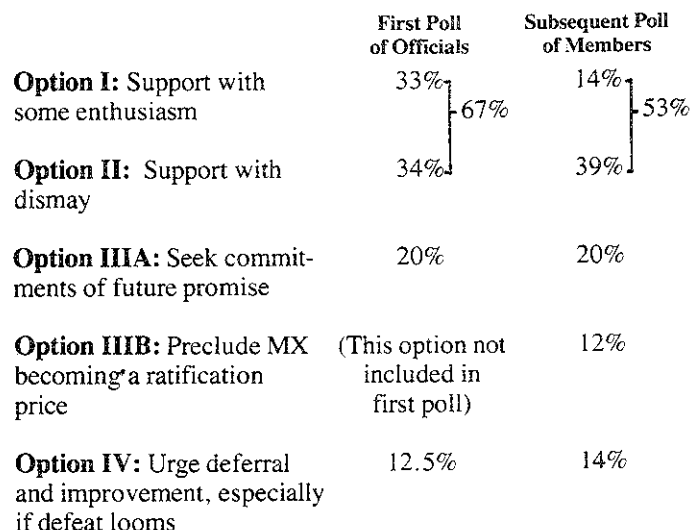 First Poll Subsequent Poll
of Officials of Members
Option I: Support with 33% 14%
some enthusiasm 67% 53%
Option II: Support with 34% 39%
dismay
Option IIIA: Seek commit- 20% 20%
ments of future promise
Option IIIB: Preclude MX (This option not 12%
becoming a ratification included in
price first poll)
Option IV: Urge deferral 12.5% 14%
and improvement, especially
if defeat looms